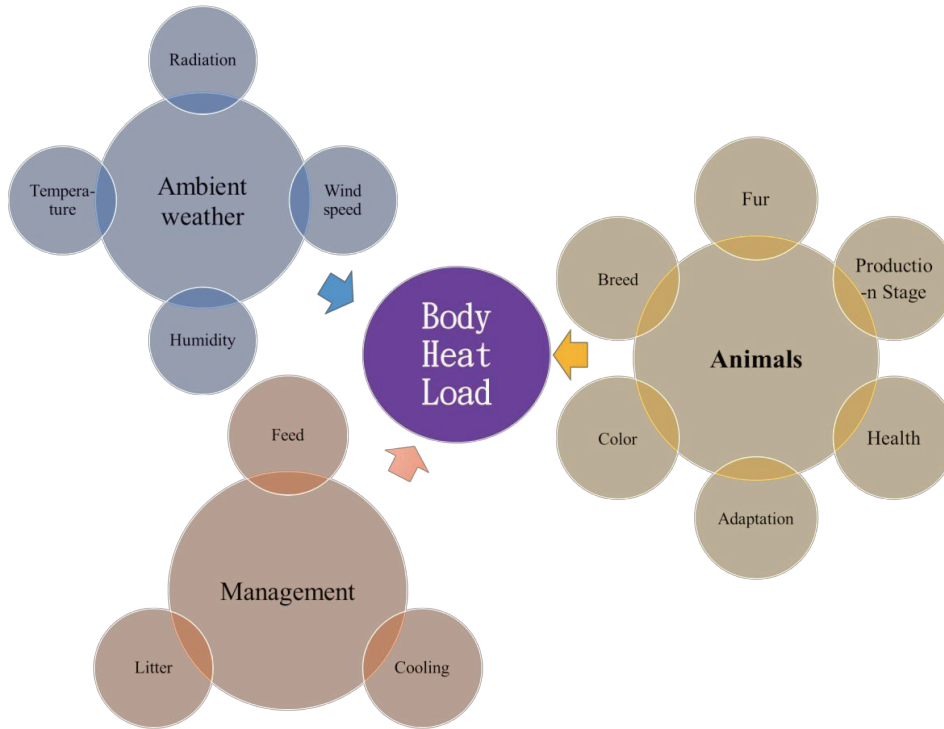 Radiation
Tempera-
ture
Ambient
weather
Wind
speed
Humidity
Body
Heat
Load
Fur
Breed
Productio
-n Stage
Animals
Color
Health
Adaptation
Feed
Management
Litter
Cooling